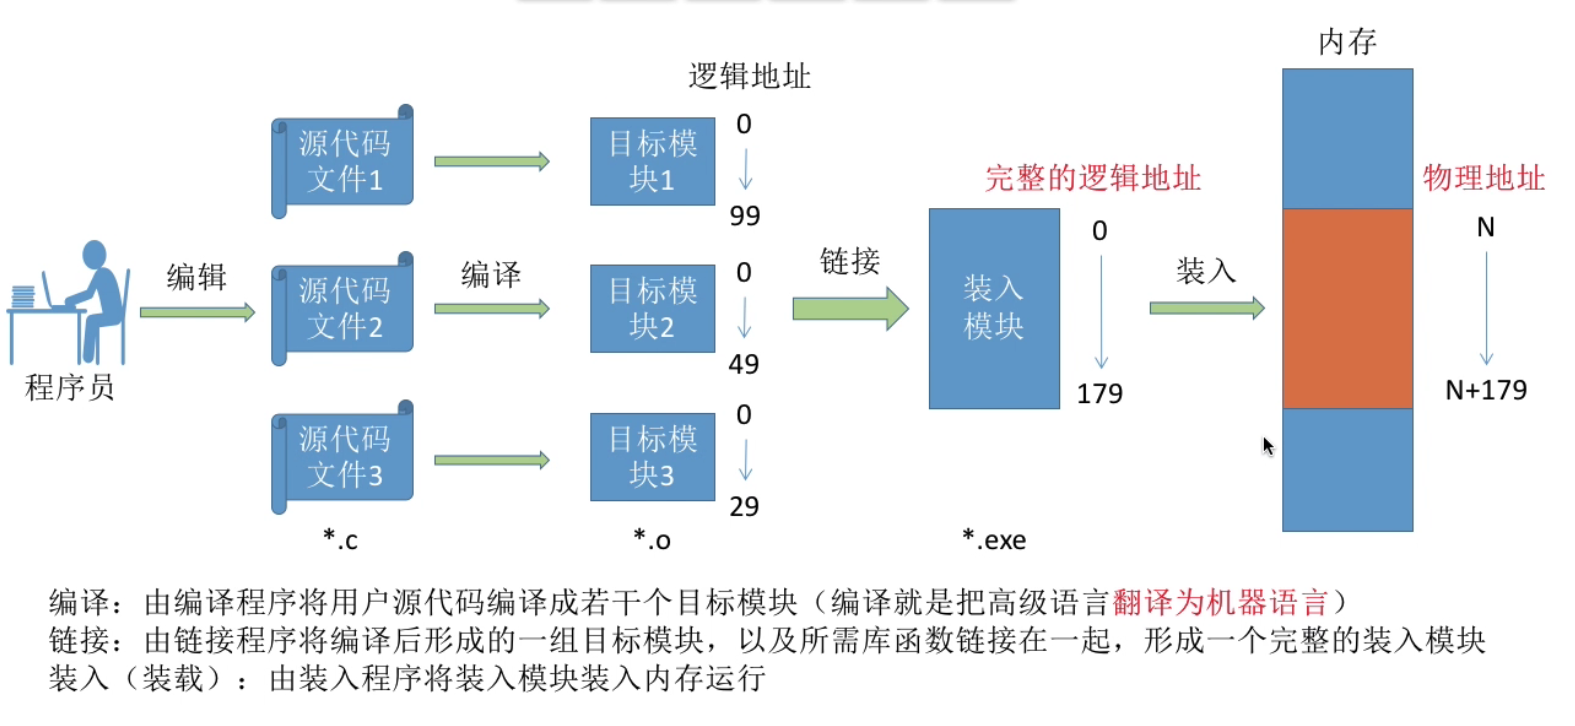 内存
逻辑地址
源代码
文件1
目标模
块1
0
99
完整的逻辑地址
物理地址
程序员
编辑
源代码
文件2
编译
目标模
块2
0
49
链接
装入
模块
0
179
装入
N
N+179
源代码
文件3
目标模
块3
0
29
*.c
*.o
*.exe
编译：由编译程序将用户源代码编译成若干个目标模块（编译就是把高级语言翻译为机器语言）
链接：由链接程序将编译后形成的一组目标模块，以及所需库函数链接在一起，形成一个完整的装入模块
装入（装载）：由装入程序将装入模块装入内存运行